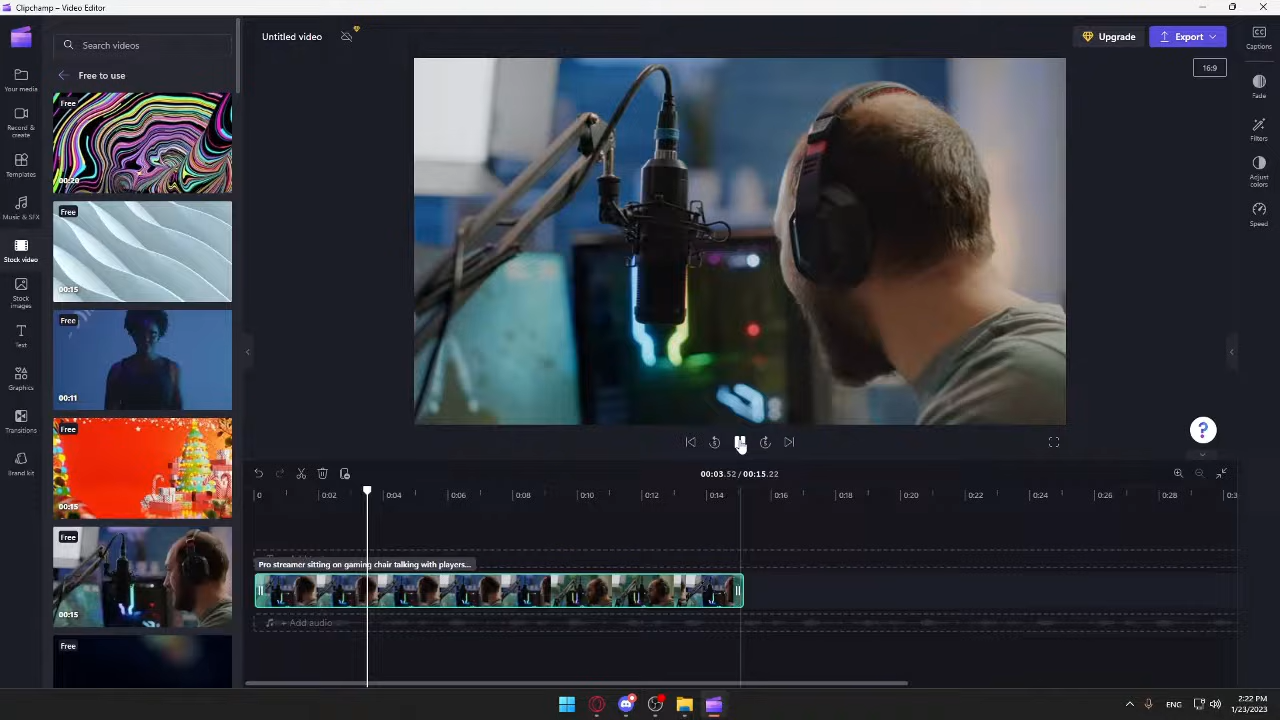 Clipchamp – Video Editor
Untitled video
Upgrade
Export
16:9
Search videos
Free to use
Your media
Record &
create
Templates
Music & SFX
Stock video
Stock
images
Text
Graphics
Transitions
Brand kit
Free
00:20
Free
00:15
Free
00:11
Free
00:15
Free
00:15
Free
Captions
Fade
Filters
Adjust
colors
Speed
?
00:03.52 / 00:15.22
0 0:02 0:04 0:06 0:08 0:10 0:12 0:14 0:16 0:18 0:20 0:22 0:24 0:26 0:28
Pro streamer sitting on gaming chair talking with players...
+ Add audio
ENG
2:22 PM
1/23/2023